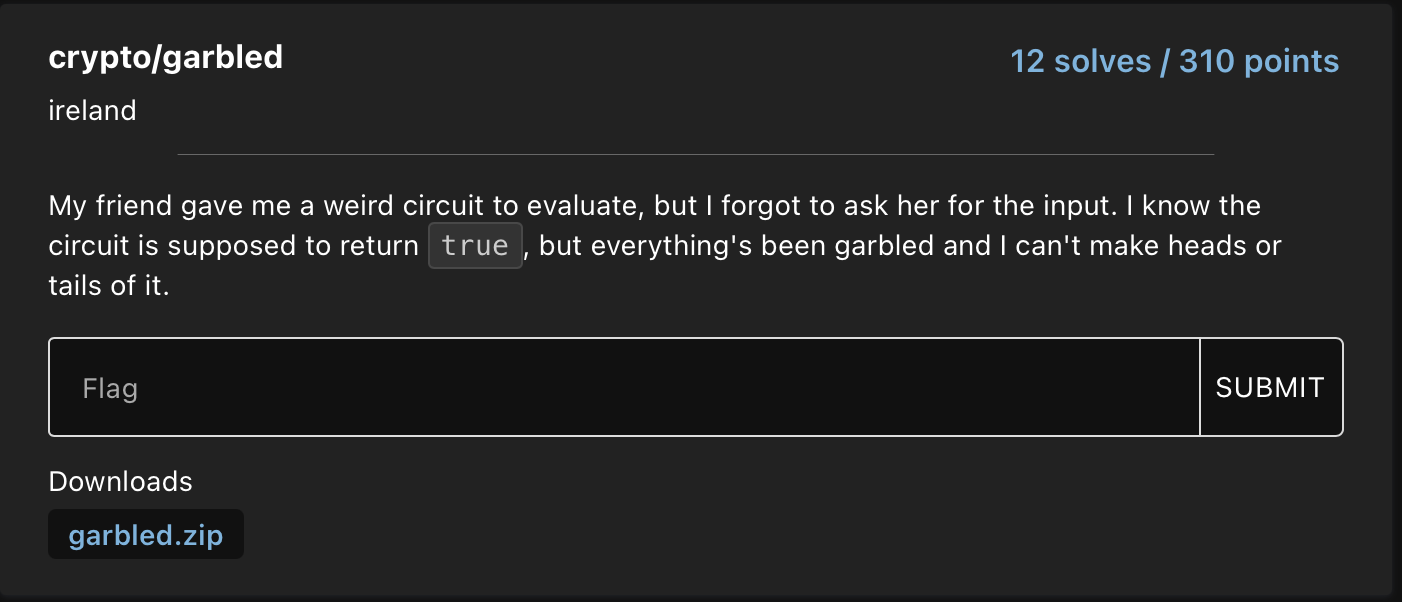 crypto/garbled
12 solves / 310 points
ireland
My friend gave me a weird circuit to evaluate, but I forgot to ask her for the input. I know the
circuit is supposed to return true, but everything's been garbled and I can't make heads or
tails of it.
Flag
SUBMIT
Downloads
garbled.zip